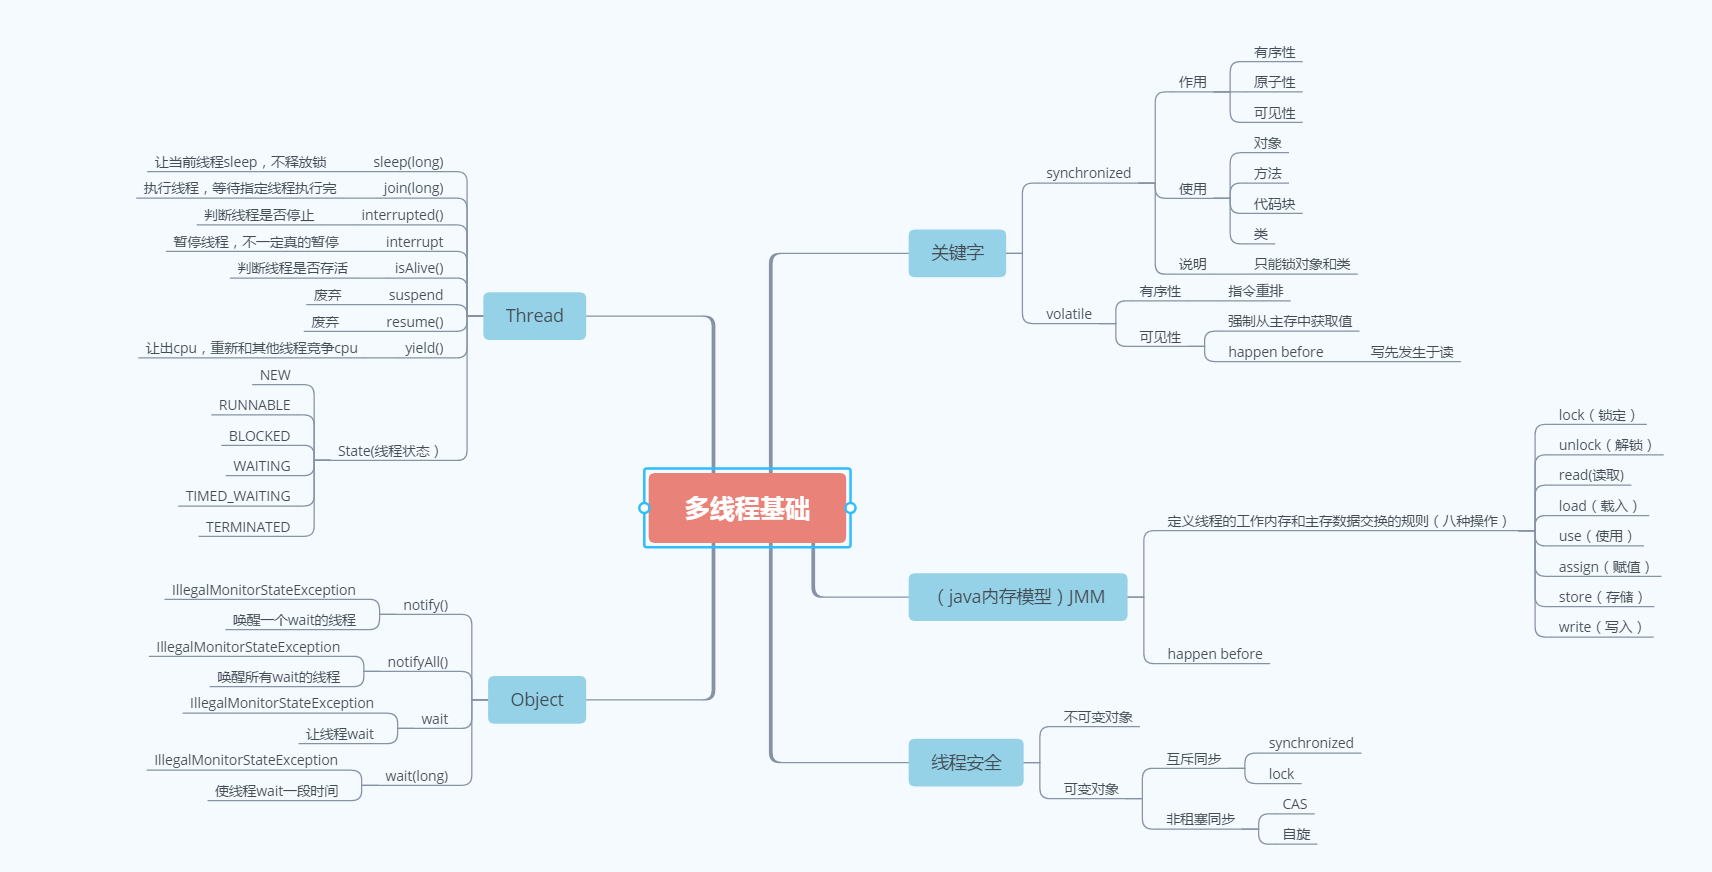 多线程基础
Thread
sleep(long)
让当前线程sleep，不释放锁
join(long)
执行线程，等待指定线程执行完
interrupted()
判断线程是否停止
interrupt
暂停线程，不一定真的暂停
isAlive()
判断线程是否存活
suspend
废弃
resume()
废弃
yield()
让出cpu，重新和其他线程竞争cpu
State(线程状态）
NEW
RUNNABLE
BLOCKED
WAITING
TIMED_WAITING
TERMINATED
Object
notify()
IllegalMonitorStateException
唤醒一个wait的线程
notifyAll()
IllegalMonitorStateException
唤醒所有wait的线程
wait
IllegalMonitorStateException
让线程wait
wait(long)
IllegalMonitorStateException
使线程wait一段时间
关键字
synchronized
作用
有序性
原子性
可见性
使用
对象
方法
代码块
类
说明
只能锁对象和类
volatile
有序性
指令重排
可见性
强制从主存中获取值
happen before
写先发生于读
（java内存模型）JMM
定义线程的工作内存和主存数据交换的规则（八种操作）
lock（锁定）
unlock（解锁）
read(读取)
load（载入）
use（使用）
assign（赋值）
store（存储）
write（写入）
happen before
线程安全
不可变对象
可变对象
互斥同步
synchronized
lock
非租塞同步
CAS
自旋